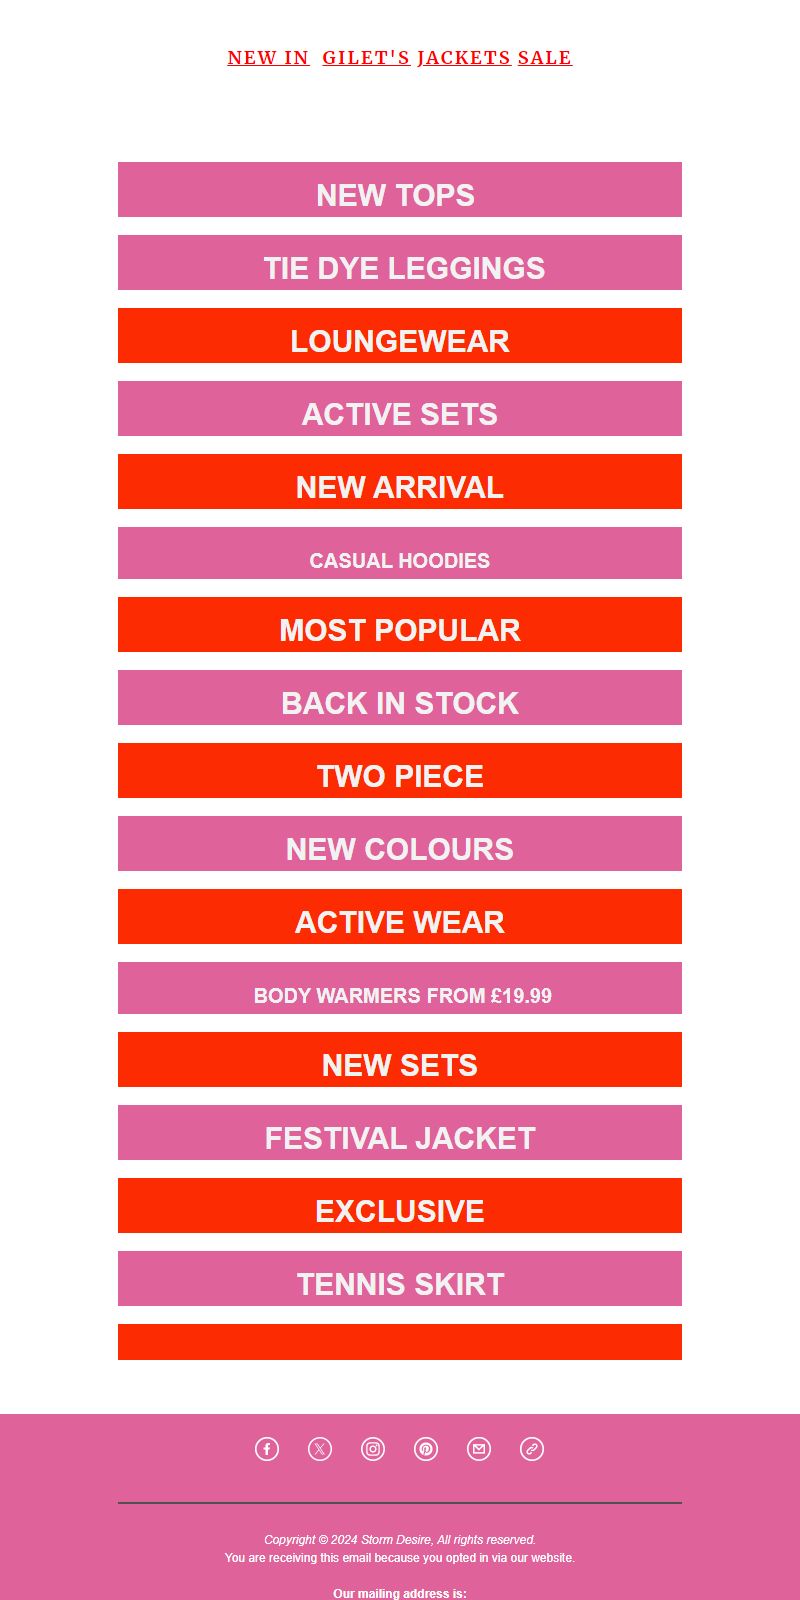 NEW IN GILET'S JACKETS SALE
NEW TOPS
TIE DYE LEGGINGS
LOUNGEWEAR
ACTIVE SETS
NEW ARRIVAL
CASUAL HOODIES
MOST POPULAR
BACK IN STOCK
TWO PIECE
NEW COLOURS
ACTIVE WEAR
BODY WARMERS FROM £19.99
NEW SETS
FESTIVAL JACKET
EXCLUSIVE
TENNIS SKIRT
Copyright © 2024 Storm Desire, All rights reserved.
You are receiving this email because you opted in via our website.
Our mailing address is: